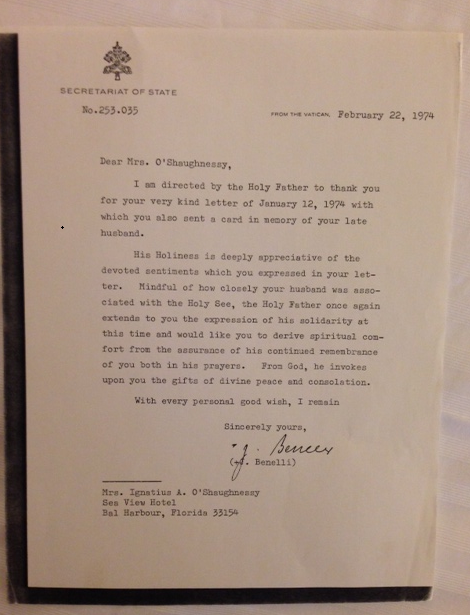 SECRETARIAT OF STATE
No.253.035
FROM THE VATICAN, February 22, 1974
Dear Mrs. O'Shaughnessy,
I am directed by the Holy Father to thank you
for your very kind letter of January 12, 1974 with
which you also sent a card in memory of your late
husband.
His Holiness is deeply appreciative of the
devoted sentiments which you expressed in your let-
ter. Mindful of how closely your husband was asso-
ciated with the Holy See, the Holy Father once again
extends to you the expression of his solidarity at
this time and would like you to derive spiritual com-
fort from the assurance of his continued remembrance
of you both in his prayers. From God, he invokes
upon you the gifts of divine peace and consolation.
With every personal good wish, I remain
Sincerely yours,
+J. Benelli
(+J. Benelli)
Mrs. Ignatius A. O'Shaughnessy
Sea View Hotel
Bal Harbour, Florida 33154